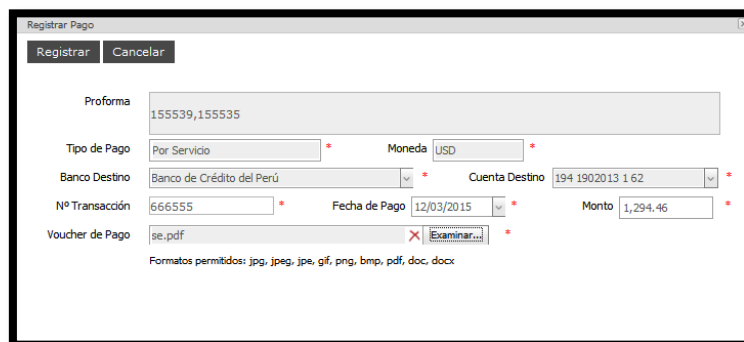 Registrar Pago
Registrar Cancelar
Proforma 155539,155535
Tipo de Pago Por Servicio * Moneda USD *
Banco Destino Banco de Crédito del Perú * Cuenta Destino 194 1902013 1 62 *
Nº Transacción 666555 * Fecha de Pago 12/03/2015 * Monto 1,294.46 *
Voucher de Pago se.pdf Examinar... *
Formatos permitidos: jpg, jpeg, jpe, gif, png, bmp, pdf, doc, docx